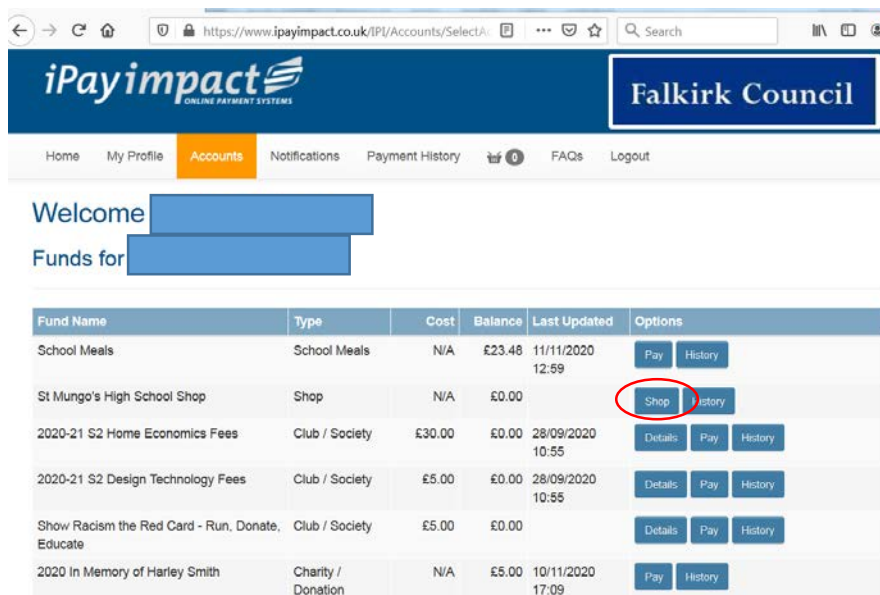 https://www.ipayimpact.co.uk/IPI/Accounts/SelectA
Search
iPayimpact
ONLINE PAYMENT SYSTEMS
Falkirk Council
Home My Profile Accounts Notifications Payment History 0 FAQs Logout
Welcome
Funds for
Fund Name Type Cost Balance Last Updated Options
School Meals School Meals N/A £23.48 11/11/2020 Pay History
12:59
St Mungo's High School Shop Shop N/A £0.00 Shop History
2020-21 S2 Home Economics Fees Club / Society £30.00 £0.00 28/09/2020 Details Pay History
10:55
2020-21 S2 Design Technology Fees Club / Society £5.00 £0.00 28/09/2020 Details Pay History
10:55
Show Racism the Red Card - Run, Donate, Club / Society £5.00 £0.00 Details Pay History
Educate
2020 In Memory of Harley Smith Charity / N/A £5.00 10/11/2020 Pay History
Donation 17:09